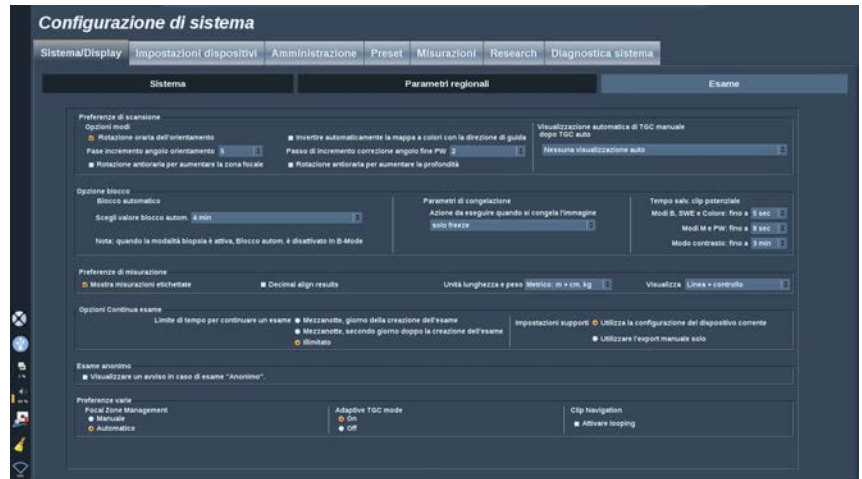 Configurazione di sistema
Sistema/Display Impostazioni dispositivi Amministrazione Preset Misurazioni Research Diagnostica sistema
Sistema Parametri regionali Esame
Preferenze di scansione
Opzioni modi
Rotazione oraria dell'orientamento
Invertire automaticamente la mappa a colori con la direzione di guida
Fase incremento angolo orientamento 5
Passo di incremento correzione angolo fine PW 2
Rotazione antioraria per aumentare la zona focale
Rotazione antioraria per aumentare la profondità
Visualizzazione automatica di TGC manuale
dopo TGC auto
Nessuna visualizzazione auto
Opzione blocco
Blocco automatico
Scegli valore blocco autom. 4 min
Nota: quando la modalità biopsia è attiva, Blocco autom. è disattivato in B-Mode
Parametri di congelazione
Azione da eseguire quando si congela l'immagine
solo freeze
Tempo salv. clip potenziale
Modi B, SWE e Colore: fino a 5 sec
Modi M e PW: fino a 8 sec
Modo contrasto: fino a 3 min
Preferenze di misurazione
Mostra misurazioni etichettate
Decimal align results
Unità lunghezza e peso Metrico: m + cm, kg
Visualizza Linea + controllo
Opzioni Continua esame
Limite di tempo per continuare un esame
Mezzanotte, giorno della creazione dell'esame
Mezzanotte, secondo giorno doppo la creazione dell'esame
Illimitato
Impostazioni supporti
Utilizza la configurazione del dispositivo corrente
Utilizzare l'export manuale solo
Esame anonimo
Visualizzare un avviso in caso di esame "Anonimo".
Preferenze varie
Focal Zone Management
Manuale
Automatico
Adaptive TGC mode
On
Off
Clip Navigation
Attivare looping